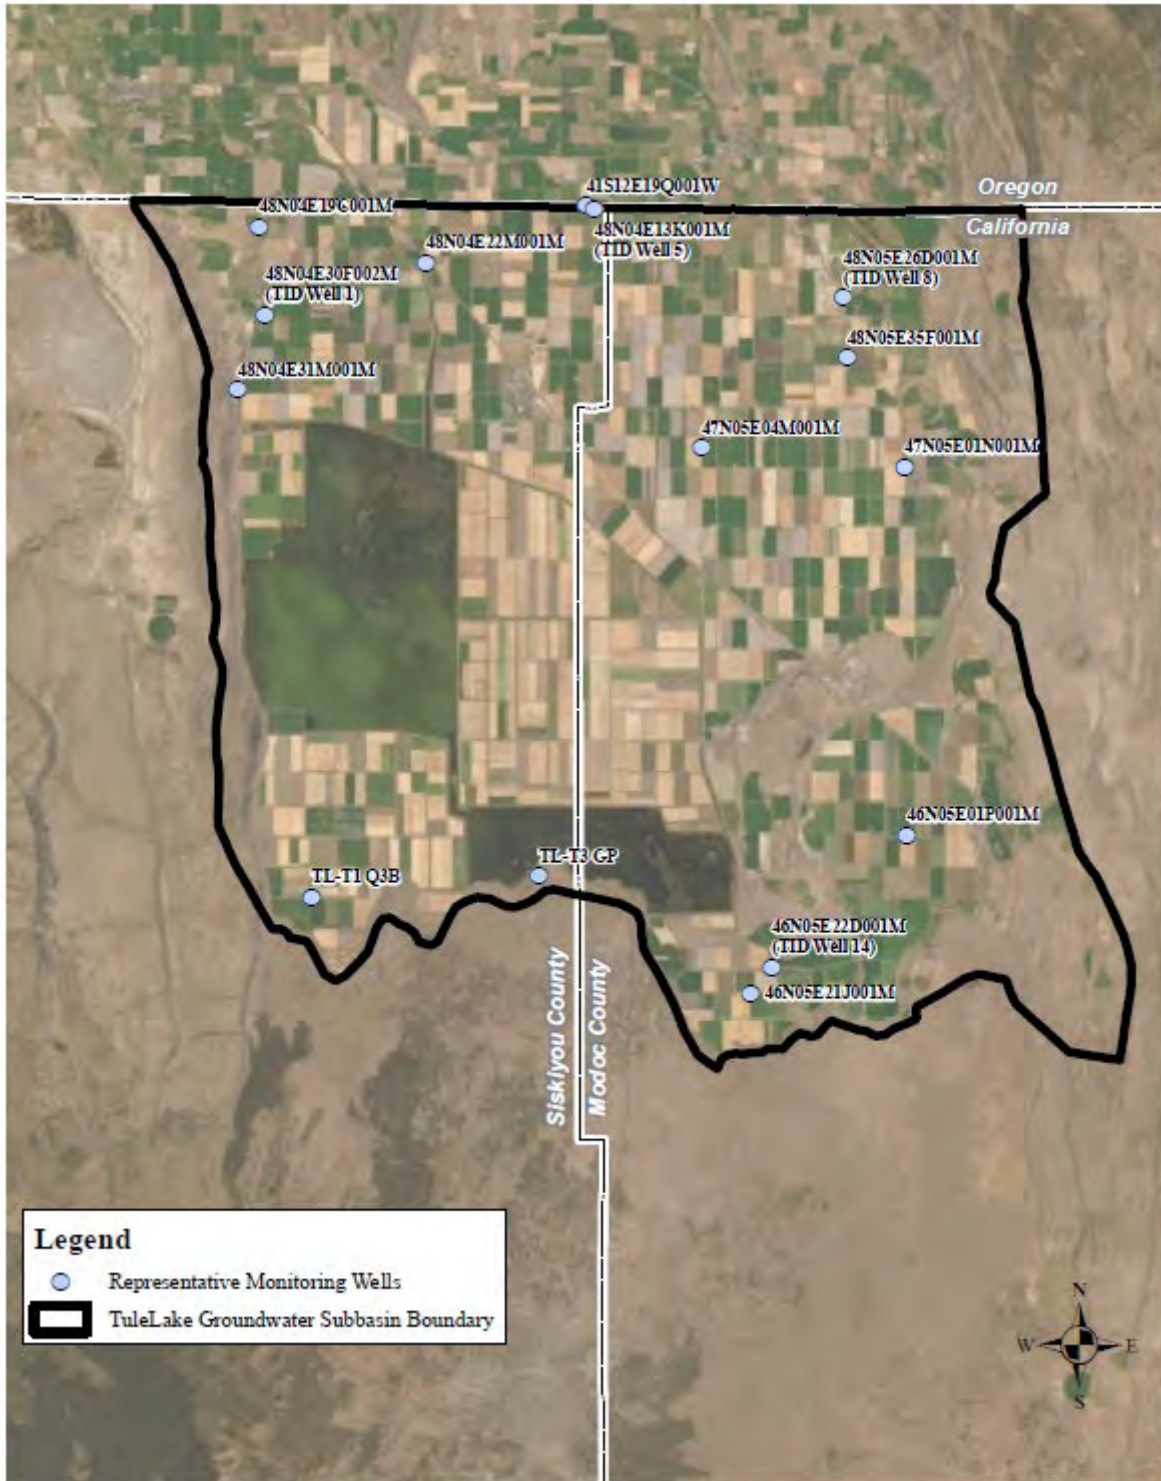 41S12E19Q001W
Oregon
48N04E19C001M
California
48N04E13K001M
(TID Well 5)
48N04E22M001M
48N05E26D001M
(TID Well 8)
48N04E30F002M
(TID Well 1)
48N05E35F001M
48N04E31M001M
47N05E04M001M
47N05E01N001M
46N05E01P001M
TL-T3 GP
TL-T1 Q3B
46N05E22D001M
(TID Well 14)
46N05E21J001M
Siskiyou County
Modoc County
Legend
Representative Monitoring Wells
TuleLake Groundwater Subbasin Boundary
N
W
E
S